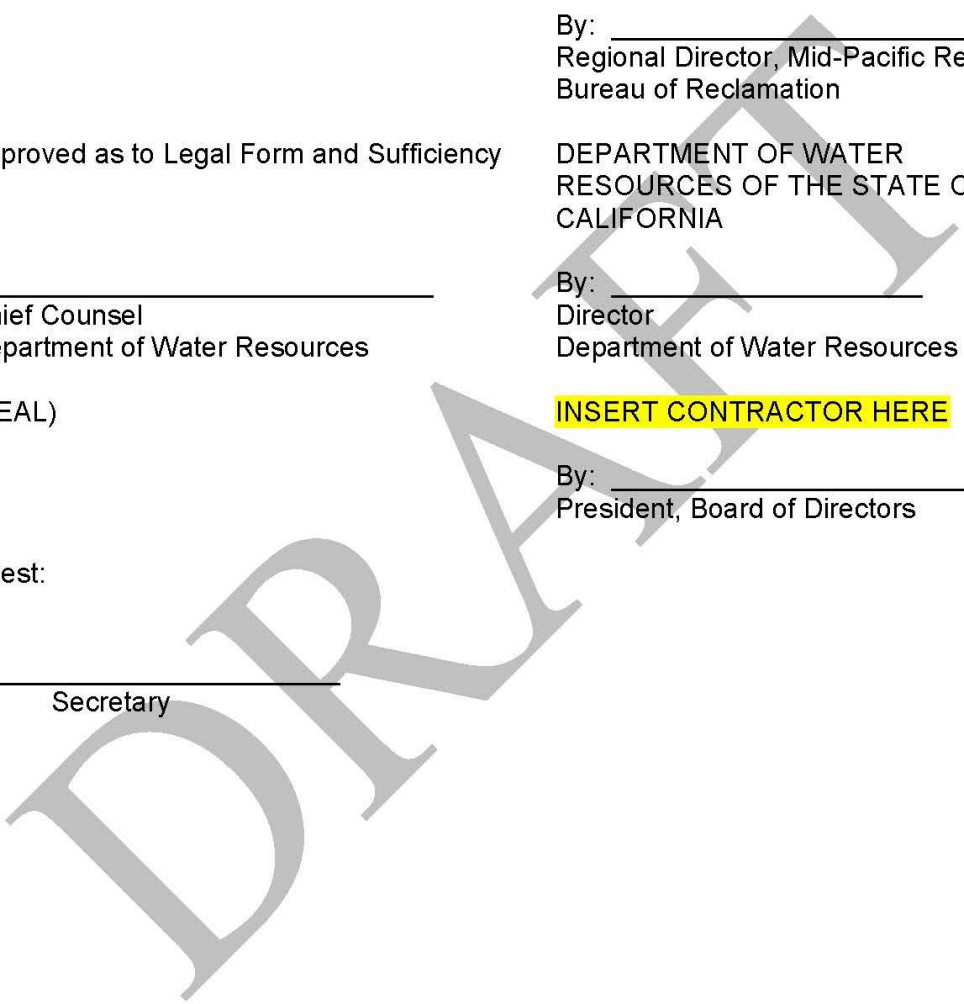 proved as to Legal Form and Sufficiency
hief Counsel
epartment of Water Resources
EAL)
est:
Secretary
By:
Regional Director, Mid-Pacific Re
Bureau of Reclamation
DEPARTMENT OF WATER
RESOURCES OF THE STATE
CALIFORNIA
By:
Director
Department of Water Resources
INSERT CONTRACTOR HERE
By:
President, Board of Directors
DRAFT